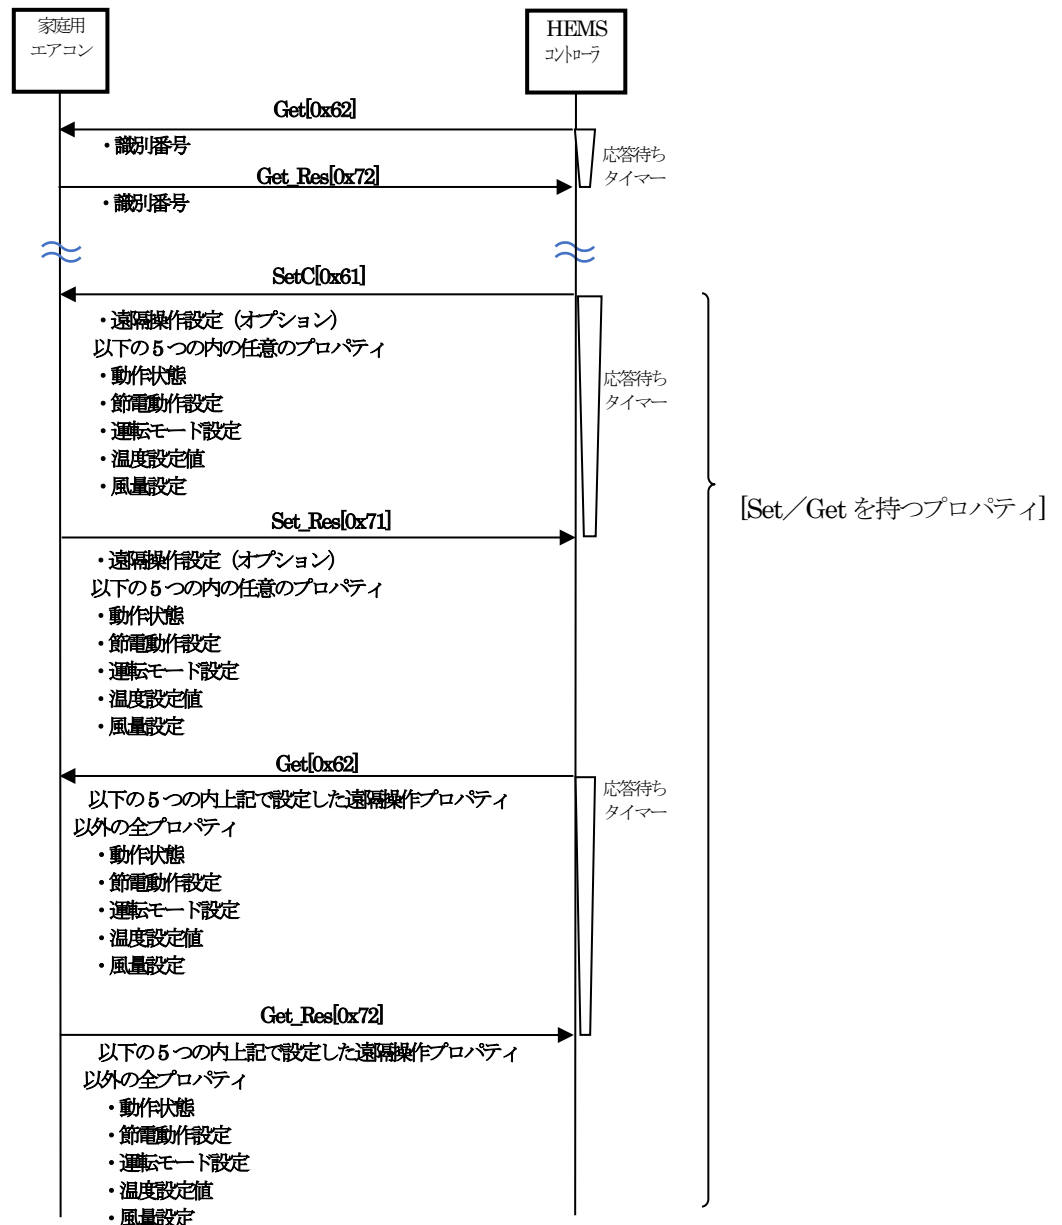 家庭用
エアコン
HEMS
コントローラ
Get[0x62]
・識別番号
応答待ち
タイマー
Get_Res[0x72]
・識別番号
SetC[0x61]
・遠隔操作設定（オプション）
以下の5つの内の任意のプロパティ
・動作状態
・節電動作設定
・運転モード設定
・温度設定値
・風量設定
応答待ち
タイマー
[Set／Get を持つプロパティ]
Set_Res[0x71]
・遠隔操作設定（オプション）
以下の5つの内の任意のプロパティ
・動作状態
・節電動作設定
・運転モード設定
・温度設定値
・風量設定
Get[0x62]
応答待ち
タイマー
以下の5つの内上記で設定した遠隔操作プロパティ
以外の全プロパティ
・動作状態
・節電動作設定
・運転モード設定
・温度設定値
・風量設定
Get_Res[0x72]
以下の5つの内上記で設定した遠隔操作プロパティ
以外の全プロパティ
・動作状態
・節電動作設定
・運転モード設定
・温度設定値
・風量設定